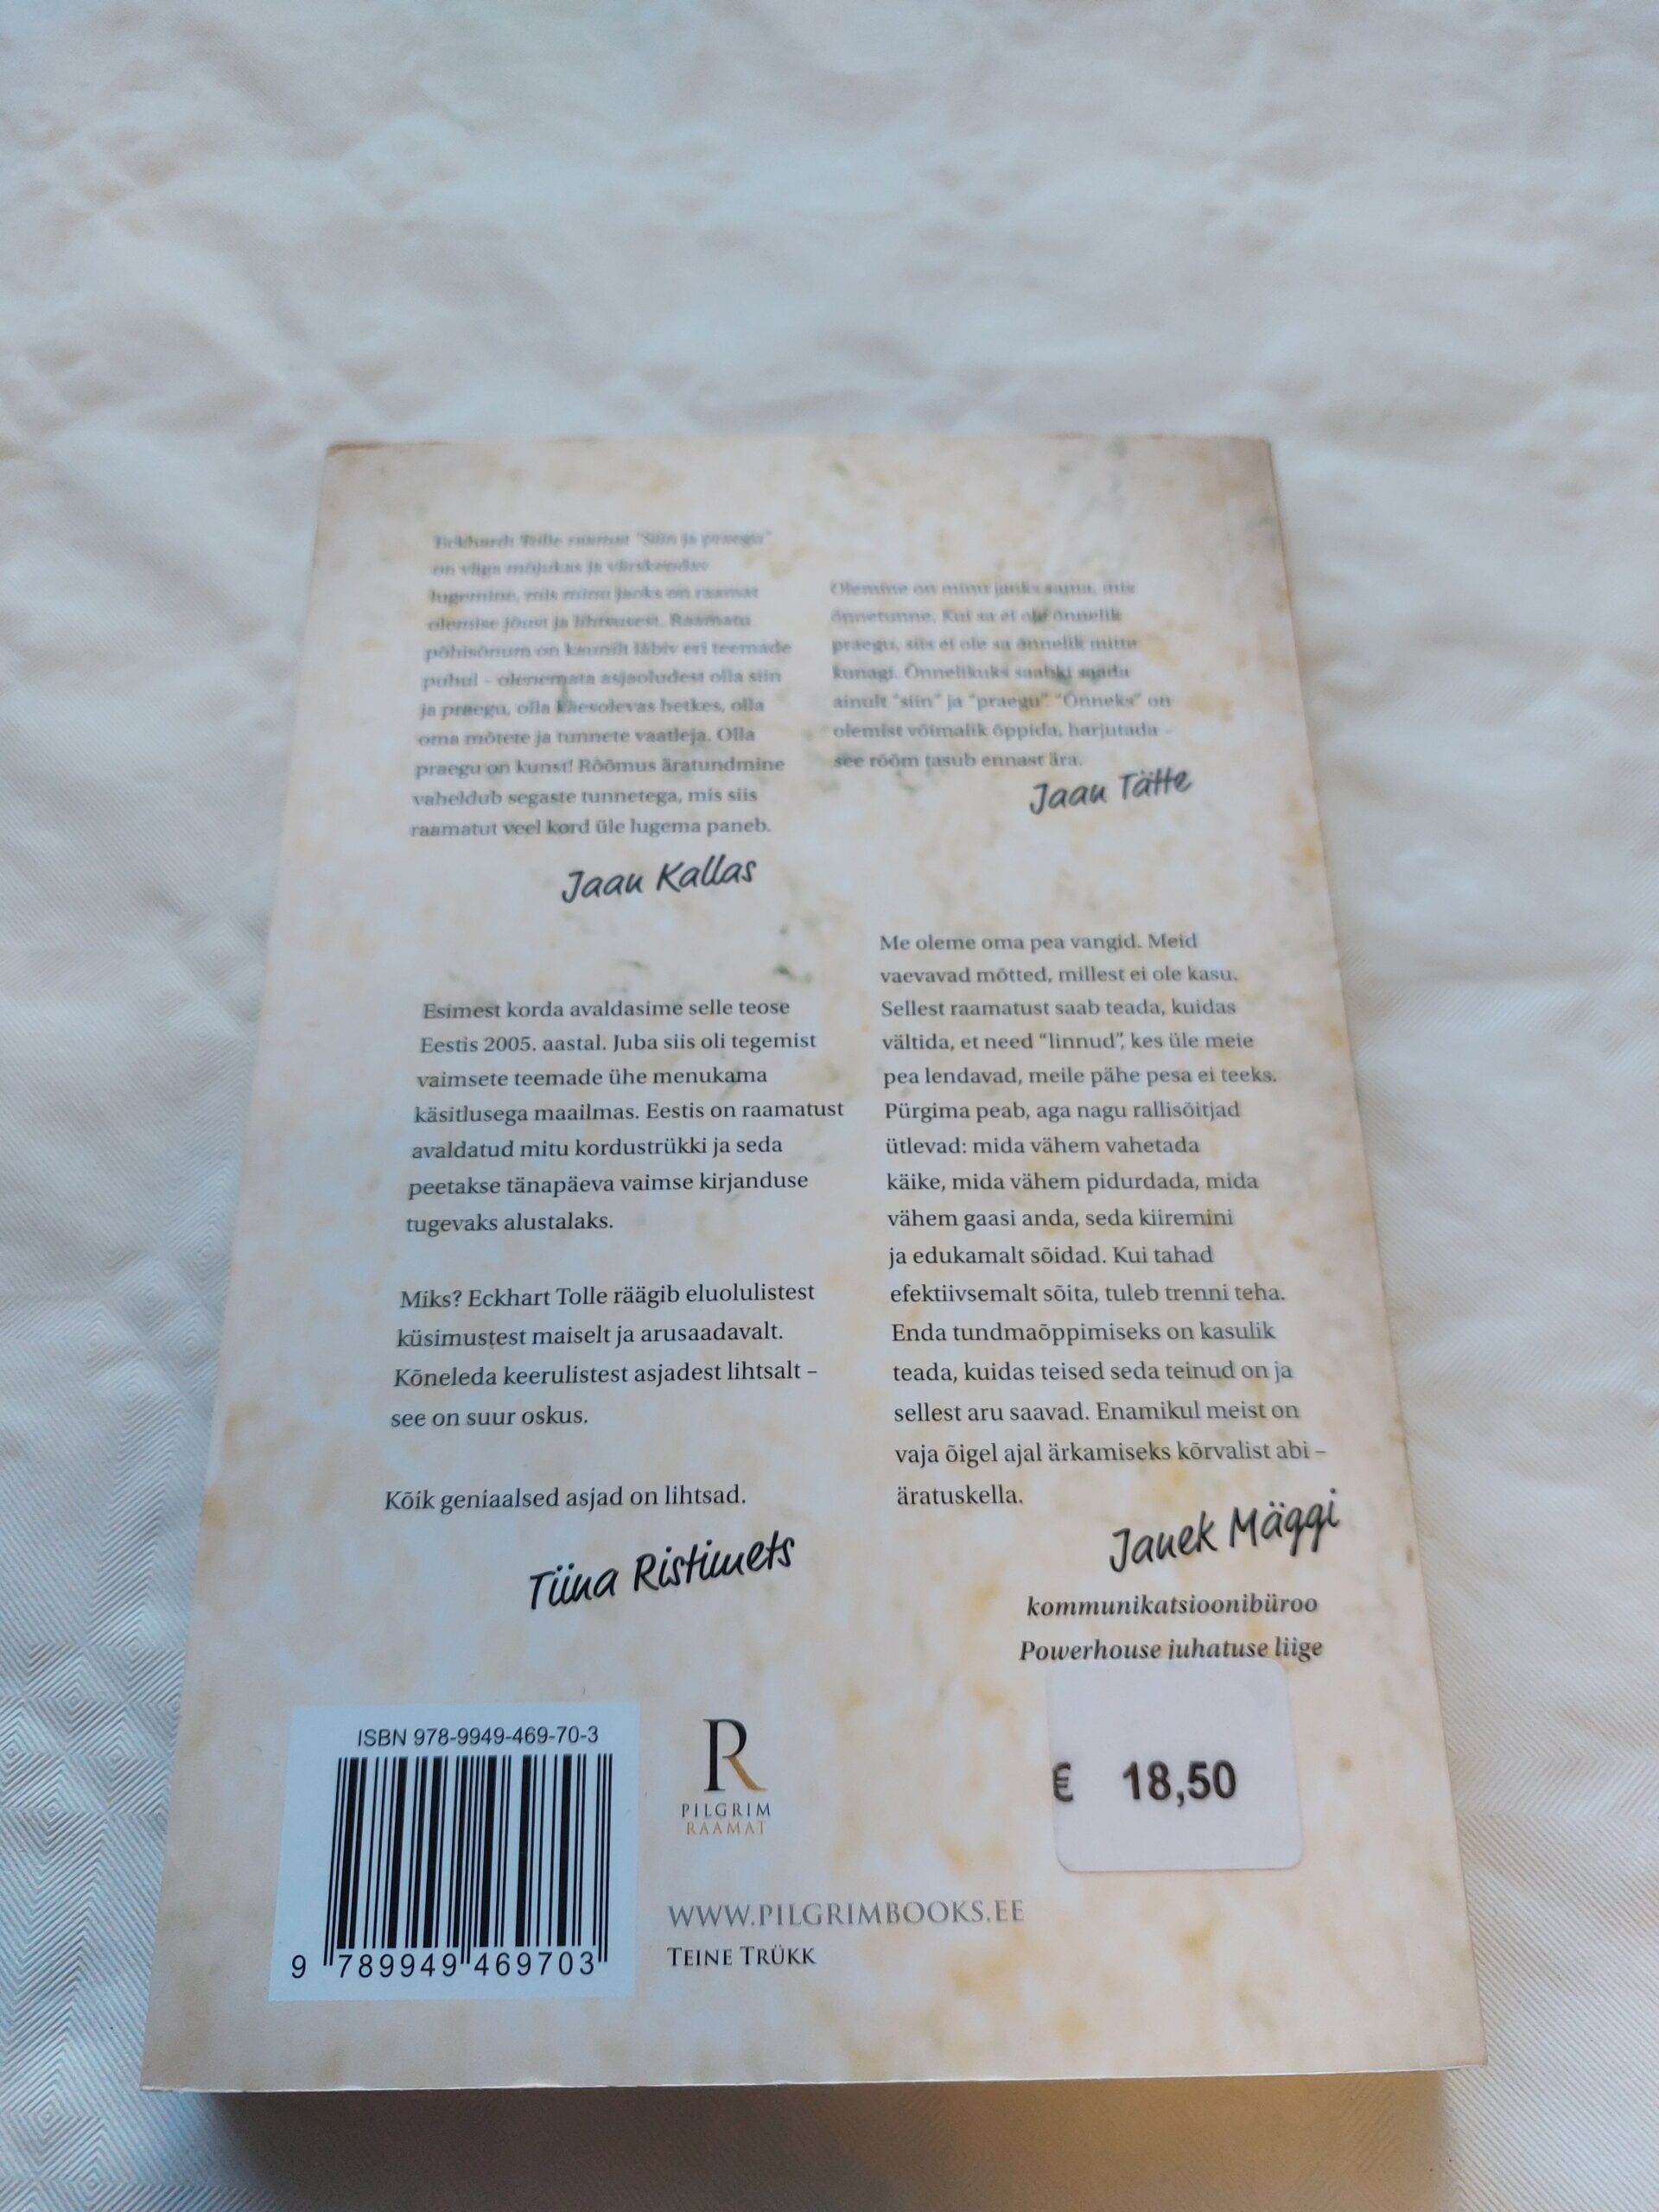 Eckhardt Tolle raamat "Siin ja praegu"
on väga mõjukas ja värskendav
lugemine, mis minu jaoks on raamat
olemise jõust ja lihtsusest. Raamatu
põhisõnum on kaunilt läbiv eri teemade
puhul - olenemata asjaoludest olla siin
ja praegu, olla käesolevas hetkes, olla
oma mõtete ja tunnete vaatleja. Olla
praegu on kunst! Rõõmus äratundmine
vaheldub segaste tunnetega, mis siis
raamatut veel kord üle lugema paneb.
Jaan Kallas
Olemine on minu jaoks sama, mis
õnnetunne. Kui sa ei ole õnnelik
praegu, siis ei ole sa õnnelik mitte
kunagi. Õnnelikuks saabki saada
ainult "siin" ja "praegu". "Õnneks" on
olemist võimalik õppida, harjutada -
see rõõm tasub ennast ära.
Jaan Tätte
Esimest korda avaldasime selle teose
Eestis 2005. aastal. Juba siis oli tegemist
vaimsete teemade ühe menukama
käsitlusega maailmas. Eestis on raamatust
avaldatud mitu kordustrükki ja seda
peetakse tänapäeva vaimse kirjanduse
tugevaks alustalaks.
Miks? Eckhart Tolle räägib eluolulistest
küsimustest maiselt ja arusaadavalt.
Kõneleda keerulistest asjadest lihtsalt –
see on suur oskus.
Kõik geniaalsed asjad on lihtsad.
Tiina Ristimets
Me oleme oma pea vangid. Meid
vaevavad mõtted, millest ei ole kasu.
Sellest raamatust saab teada, kuidas
vältida, et need "linnud", kes üle meie
pea lendavad, meile pähe pesa ei teeks.
Pürgima peab, aga nagu rallisõitjad
ütlevad: mida vähem vahetada
käike, mida vähem pidurdada, mida
vähem gaasi anda, seda kiiremini
ja edukamalt sõidad. Kui tahad
efektiivsemalt sõita, tuleb trenni teha.
Enda tundmaõppimiseks on kasulik
teada, kuidas teised seda teinud on ja
sellest aru saavad. Enamikul meist on
vaja õigel ajal ärkamiseks kõrvalist abi –
äratuskella.
Janek Mäggi
kommunikatsioonibüroo
Powerhouse juhatuse liige
ISBN 978-9949-469-70-3
9 789949 469703
R
PILGRIM
RAAMAT
WWW.PILGRIMBOOKS.EE
TEINE TRÜKK
€ 18,50